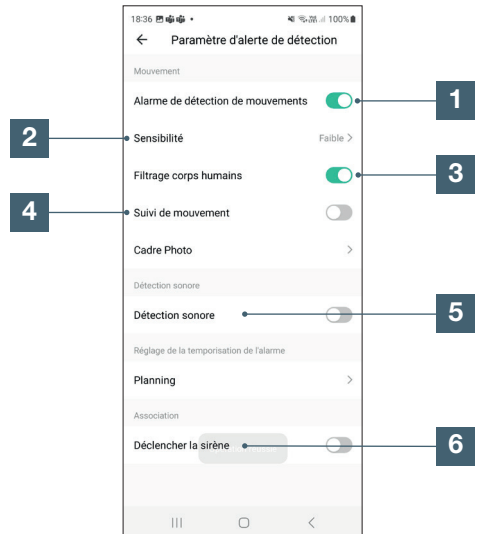 18:36 100%
Paramètre d'alerte de détection
Mouvement
Alarme de détection de mouvements
1
2
Sensibilité Faible >
Filtrage corps humains
3
4
Suivi de mouvement
Cadre Photo >
Détection sonore
Détection sonore
5
Réglage de la temporisation de l'alarme
Planning >
Association
Déclencher la sirène
6